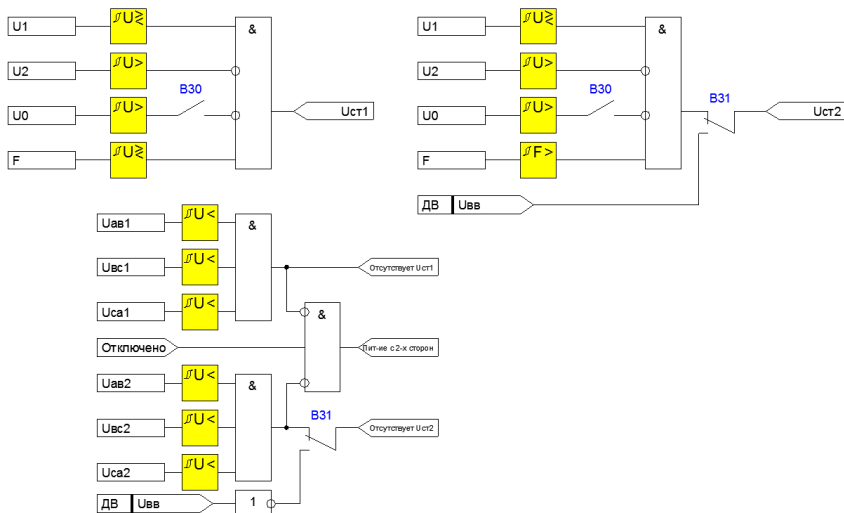 U1 U≷ & U1 U≷ &
U2 U> U2 U>
B30 B30 B31
U0 U> Uст1 U0 U> Uст2
F U≷ F F>
ДВ Uвв
Uав1 U< &
Uвс1 U< Отсутствует Uст1
Uса1 U< &
Отключено Пит-ие с 2-х сторон
Uав2 U< &
B31
Uвс2 U< Отсутствует Uст2
Uса2 U<
ДВ Uвв 1